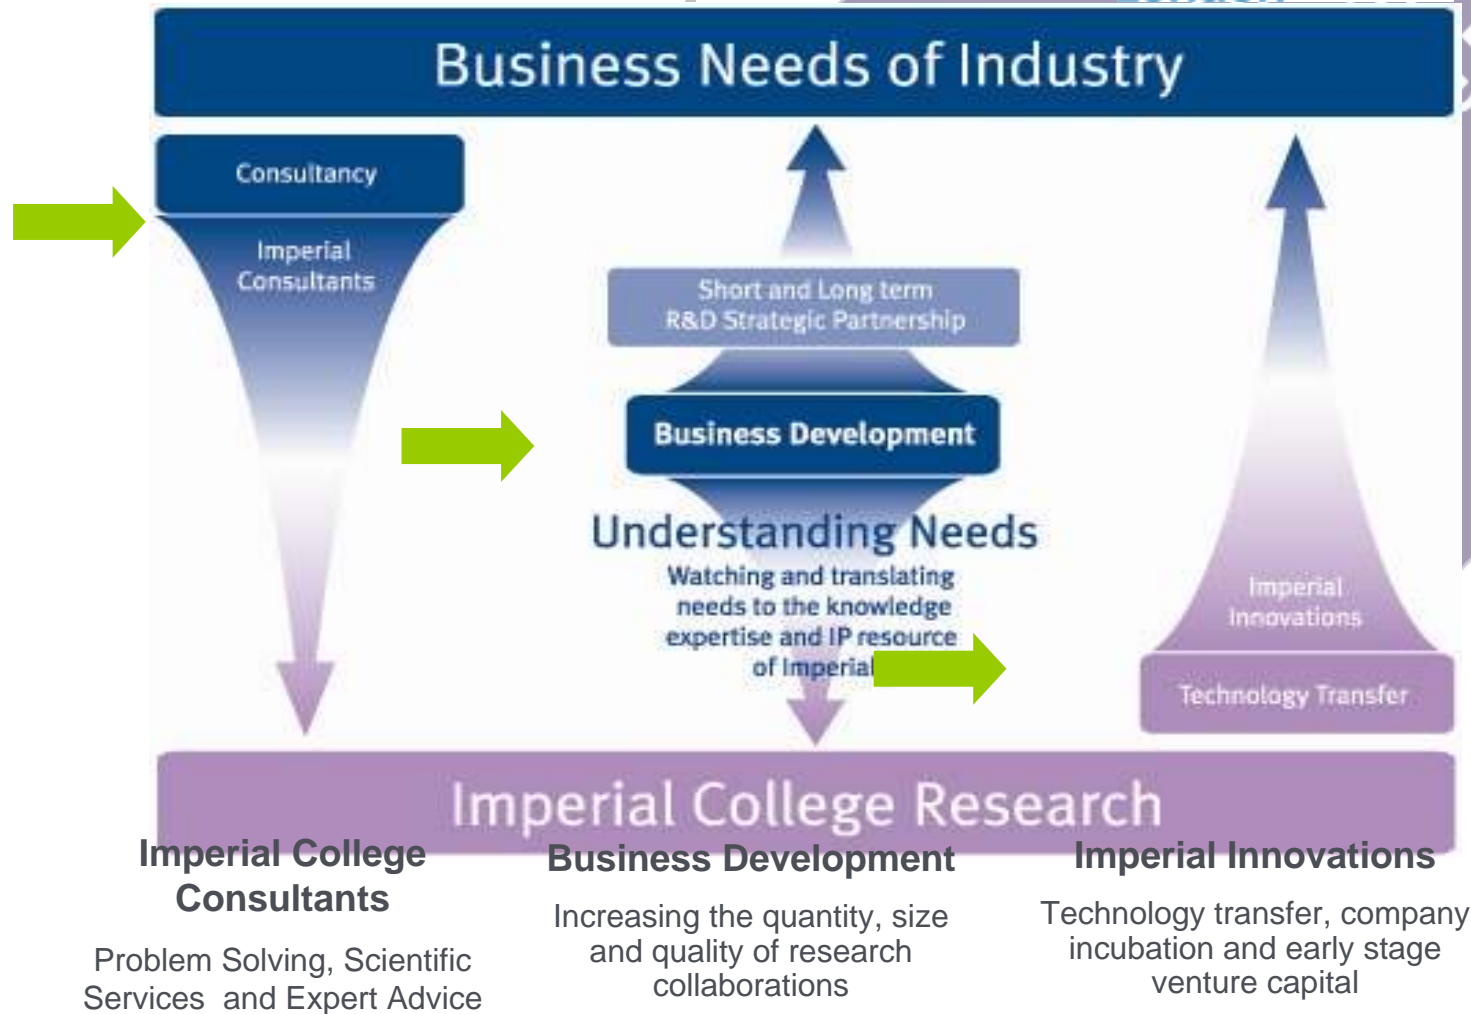 Business Needs of Industry
Consultancy
Imperial
Consultants
Short and Long term
R&D Strategic Partnership
Business Development
Understanding Needs
Watching and translating
needs to the knowledge
expertise and IP resource
of Imperial
Imperial
Innovations
Technology Transfer
Imperial College Research
Imperial College
Consultants
Problem Solving, Scientific
Services and Expert Advice
Business Development
Increasing the quantity, size
and quality of research
collaborations
Imperial Innovations
Technology transfer, company
incubation and early stage
venture capital